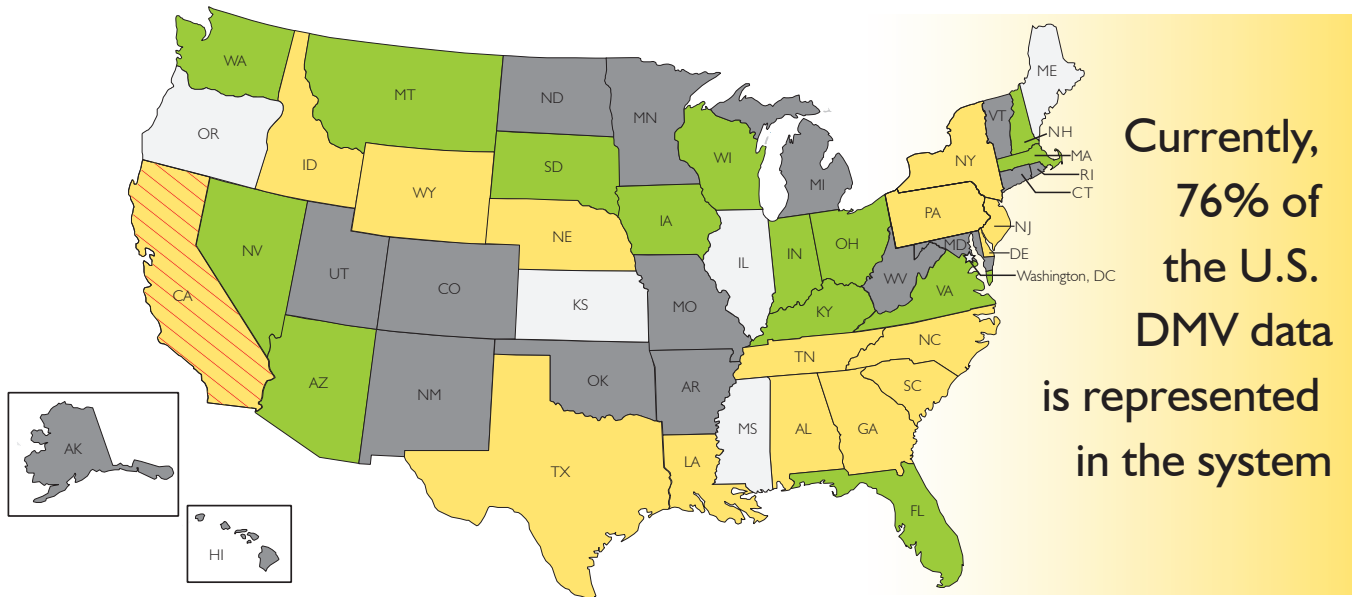 WA
MT
ND
MN
ME
VT
NH
MA
RI
CT
OR
ID
WY
SD
WI
MI
NY
PA
NJ
DE
MD
Washington, DC
NV
UT
CO
NE
IA
IL
IN
OH
WV
VA
CA
KS
MO
KY
AZ
NM
OK
AR
TN
NC
SC
TX
LA
MS
AL
GA
FL
AK
HI
Currently,
76% of
the U.S.
DMV data
is represented
in the system